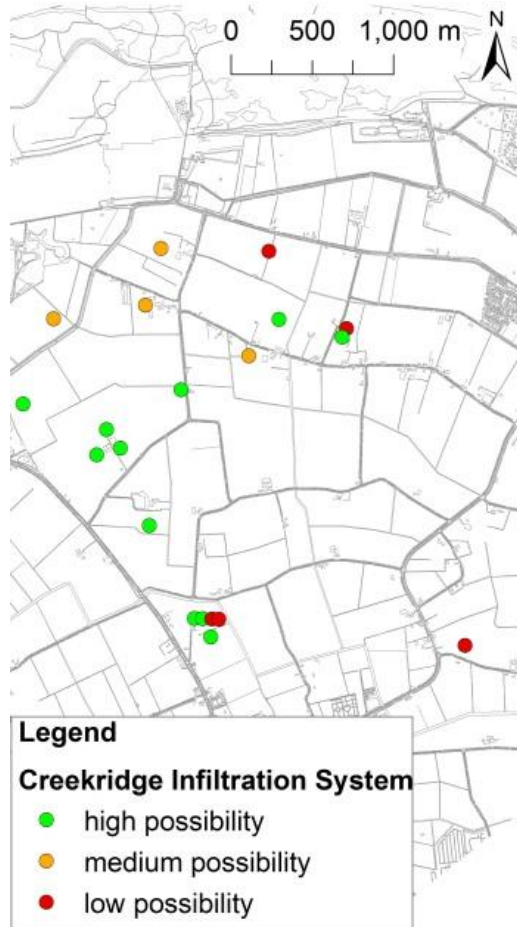 0 500 1,000 m
N
Legend
Creekridge Infiltration System
high possibility
medium possibility
low possibility